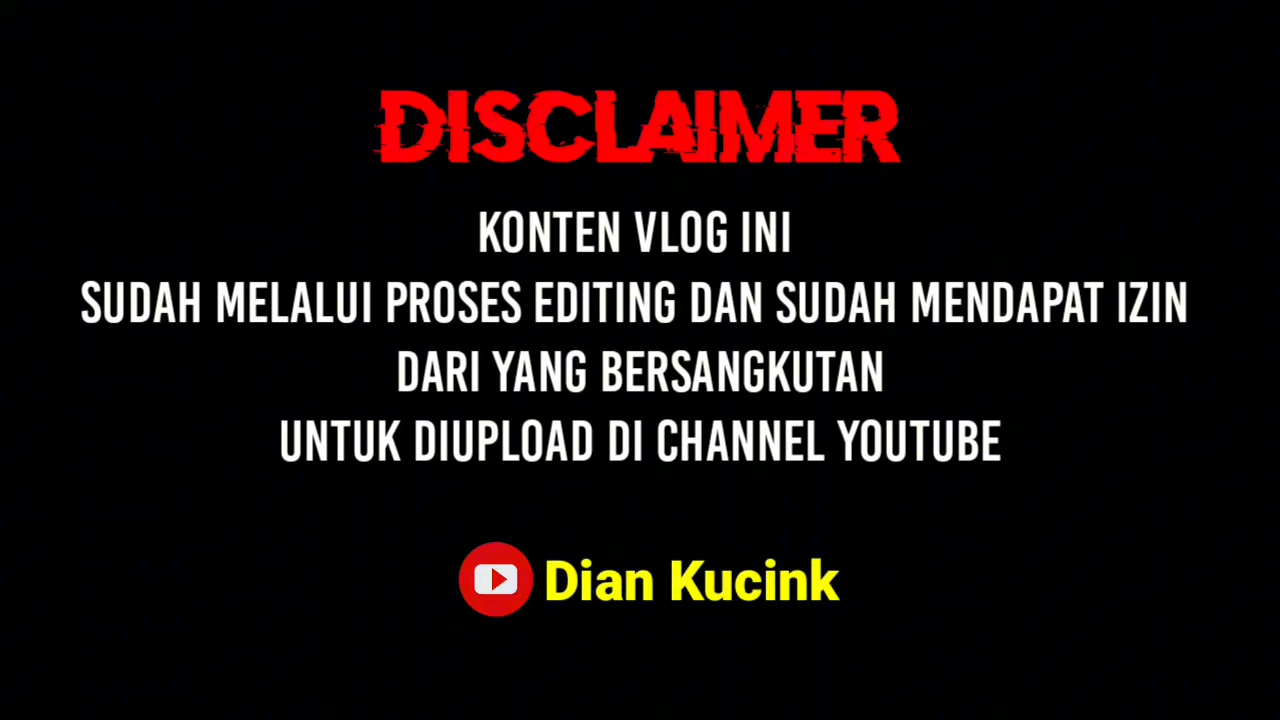 DISCLAIMER
KONTEN VLOG INI
SUDAH MELALUI PROSES EDITING DAN SUDAH MENDAPAT IZIN
DARI YANG BERSANGKUTAN
UNTUK DIUPLOAD DI CHANNEL YOUTUBE
Dian Kucink